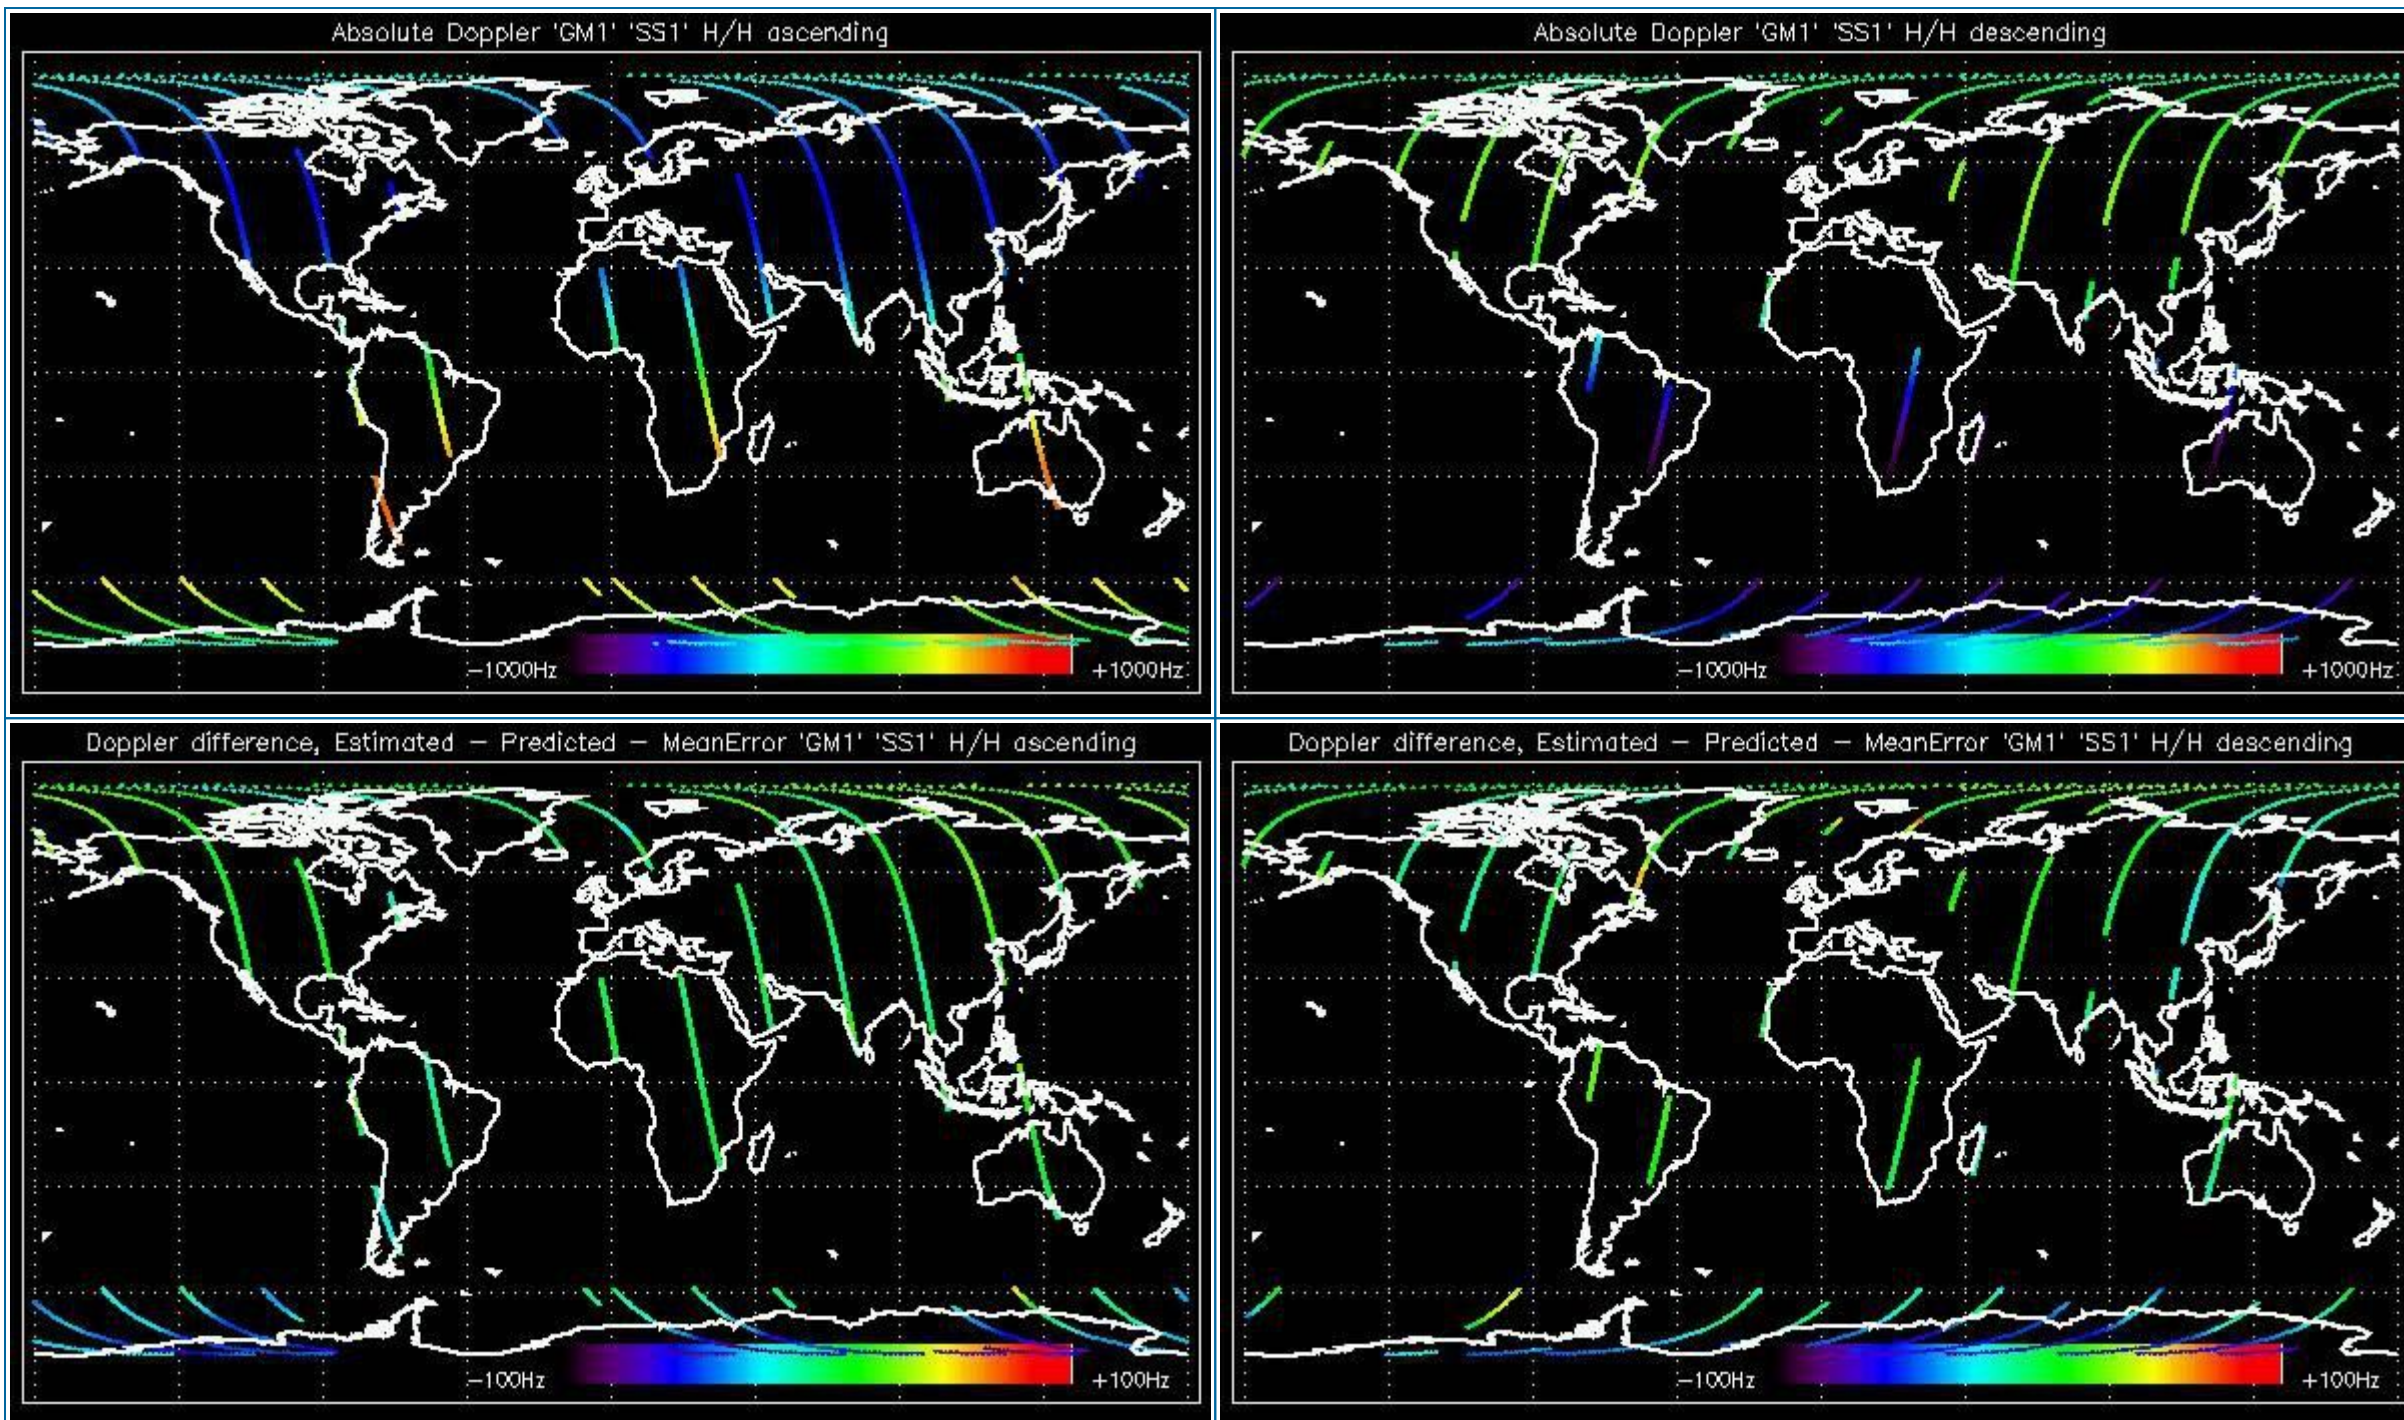 Absolute Doppler 'GM1' 'SS1' H/H ascending
−1000Hz
+1000Hz
Absolute Doppler 'GM1' 'SS1' H/H descending
−1000Hz
+1000Hz
Doppler difference, Estimated − Predicted − MeanError 'GM1' 'SS1' H/H ascending
−100Hz
+100Hz
Doppler difference, Estimated − Predicted − MeanError 'GM1' 'SS1' H/H descending
−100Hz
+100Hz